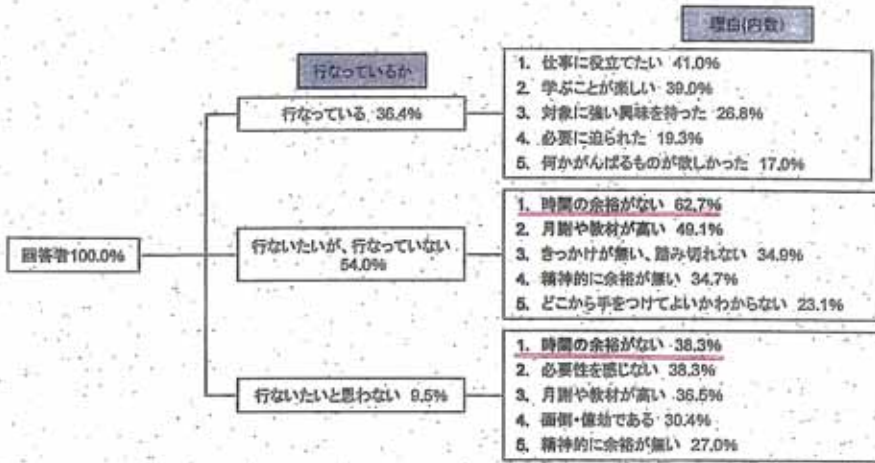 理由(内数)
行なっているか
1. 仕事に役立てたい 41.0%
2. 学ぶことが楽しい 39.0%
3. 対象に強い興味を持った 26.8%
4. 必要に迫られた 19.3%
5. 何かがんばるものが欲しかった 17.0%
行なっている 36.4%
1. 時間の余裕がない 62.7%
2. 月謝や教材が高い 49.1%
3. きっかけが無い、踏み切れない 34.9%
4. 精神的に余裕が無い 34.7%
5. どこから手をつけてよいかわからない 23.1%
行ないたいが、行なっていない
54.0%
回答者100.0%
1. 時間の余裕がない 38.3%
2. 必要性を感じない 38.3%
3. 月謝や教材が高い 36.5%
4. 面倒・億劫である 30.4%
5. 精神的に余裕が無い 27.0%
行ないたいと思わない 9.5%